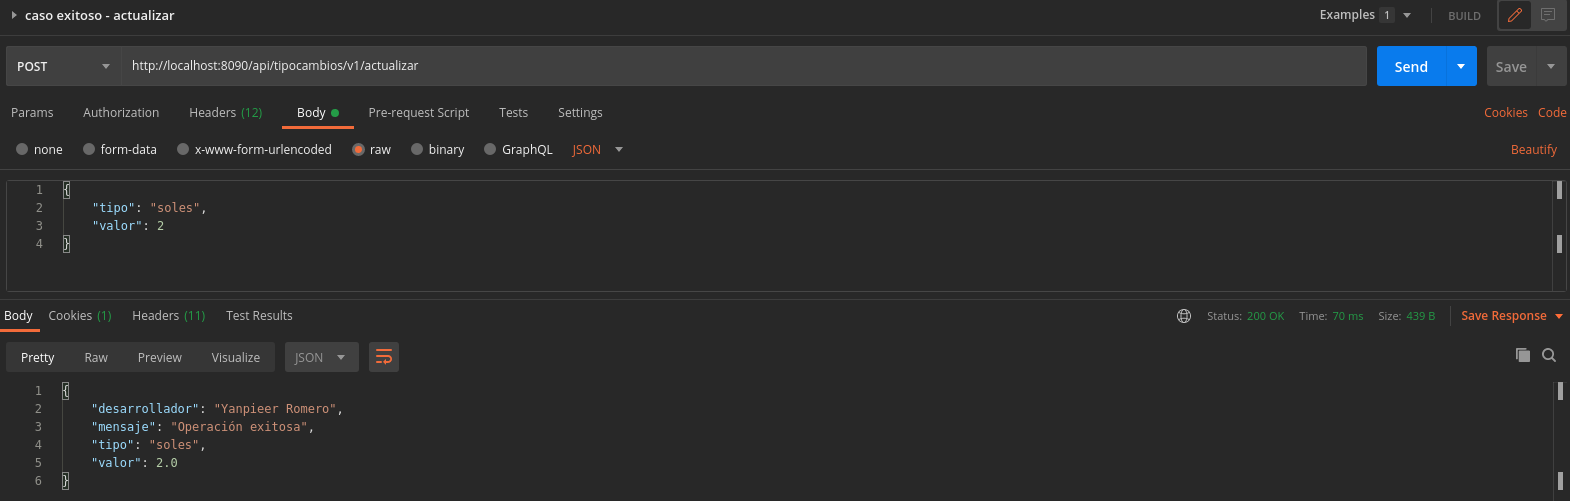 caso exitoso - actualizar
Examples 1
BUILD
POST
http://localhost:8090/api/tipocambios/v1/actualizar
Send
Save
Params Authorization Headers (12) Body Pre-request Script Tests Settings Cookies Code
none form-data x-www-form-urlencoded raw binary GraphQL JSON Beautify
1 {
2 "tipo": "soles",
3 "valor": 2
4 }
Body Cookies (1) Headers (11) Test Results Status: 200 OK Time: 70 ms Size: 439 B Save Response
Pretty Raw Preview Visualize JSON
1 {
2 "desarrollador": "Yanpieer Romero",
3 "mensaje": "Operación exitosa",
4 "tipo": "soles",
5 "valor": 2.0
6 }